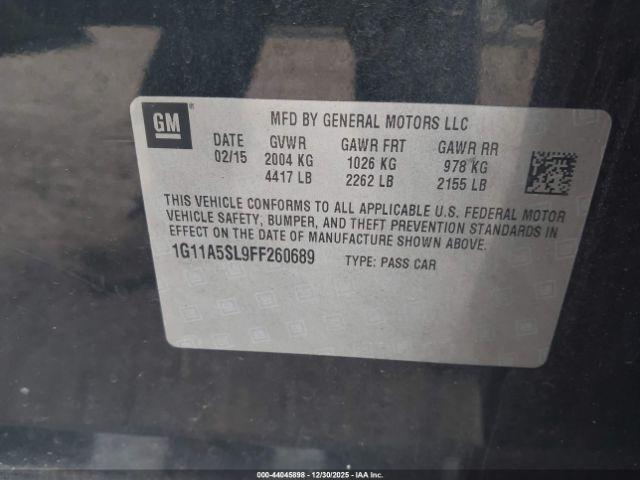 GM ®
MFD BY GENERAL MOTORS LLC
DATE GVWR GAWR FRT GAWR RR
02/15 2004 KG 1026 KG 978 KG
4417 LB 2262 LB 2155 LB
THIS VEHICLE CONFORMS TO ALL APPLICABLE U.S. FEDERAL MOTOR
VEHICLE SAFETY, BUMPER, AND THEFT PREVENTION STANDARDS IN
EFFECT ON THE DATE OF MANUFACTURE SHOWN ABOVE.
1G11A5SL9FF260689 TYPE: PASS CAR
000-44045898 - 12/30/2025 - IAA Inc.